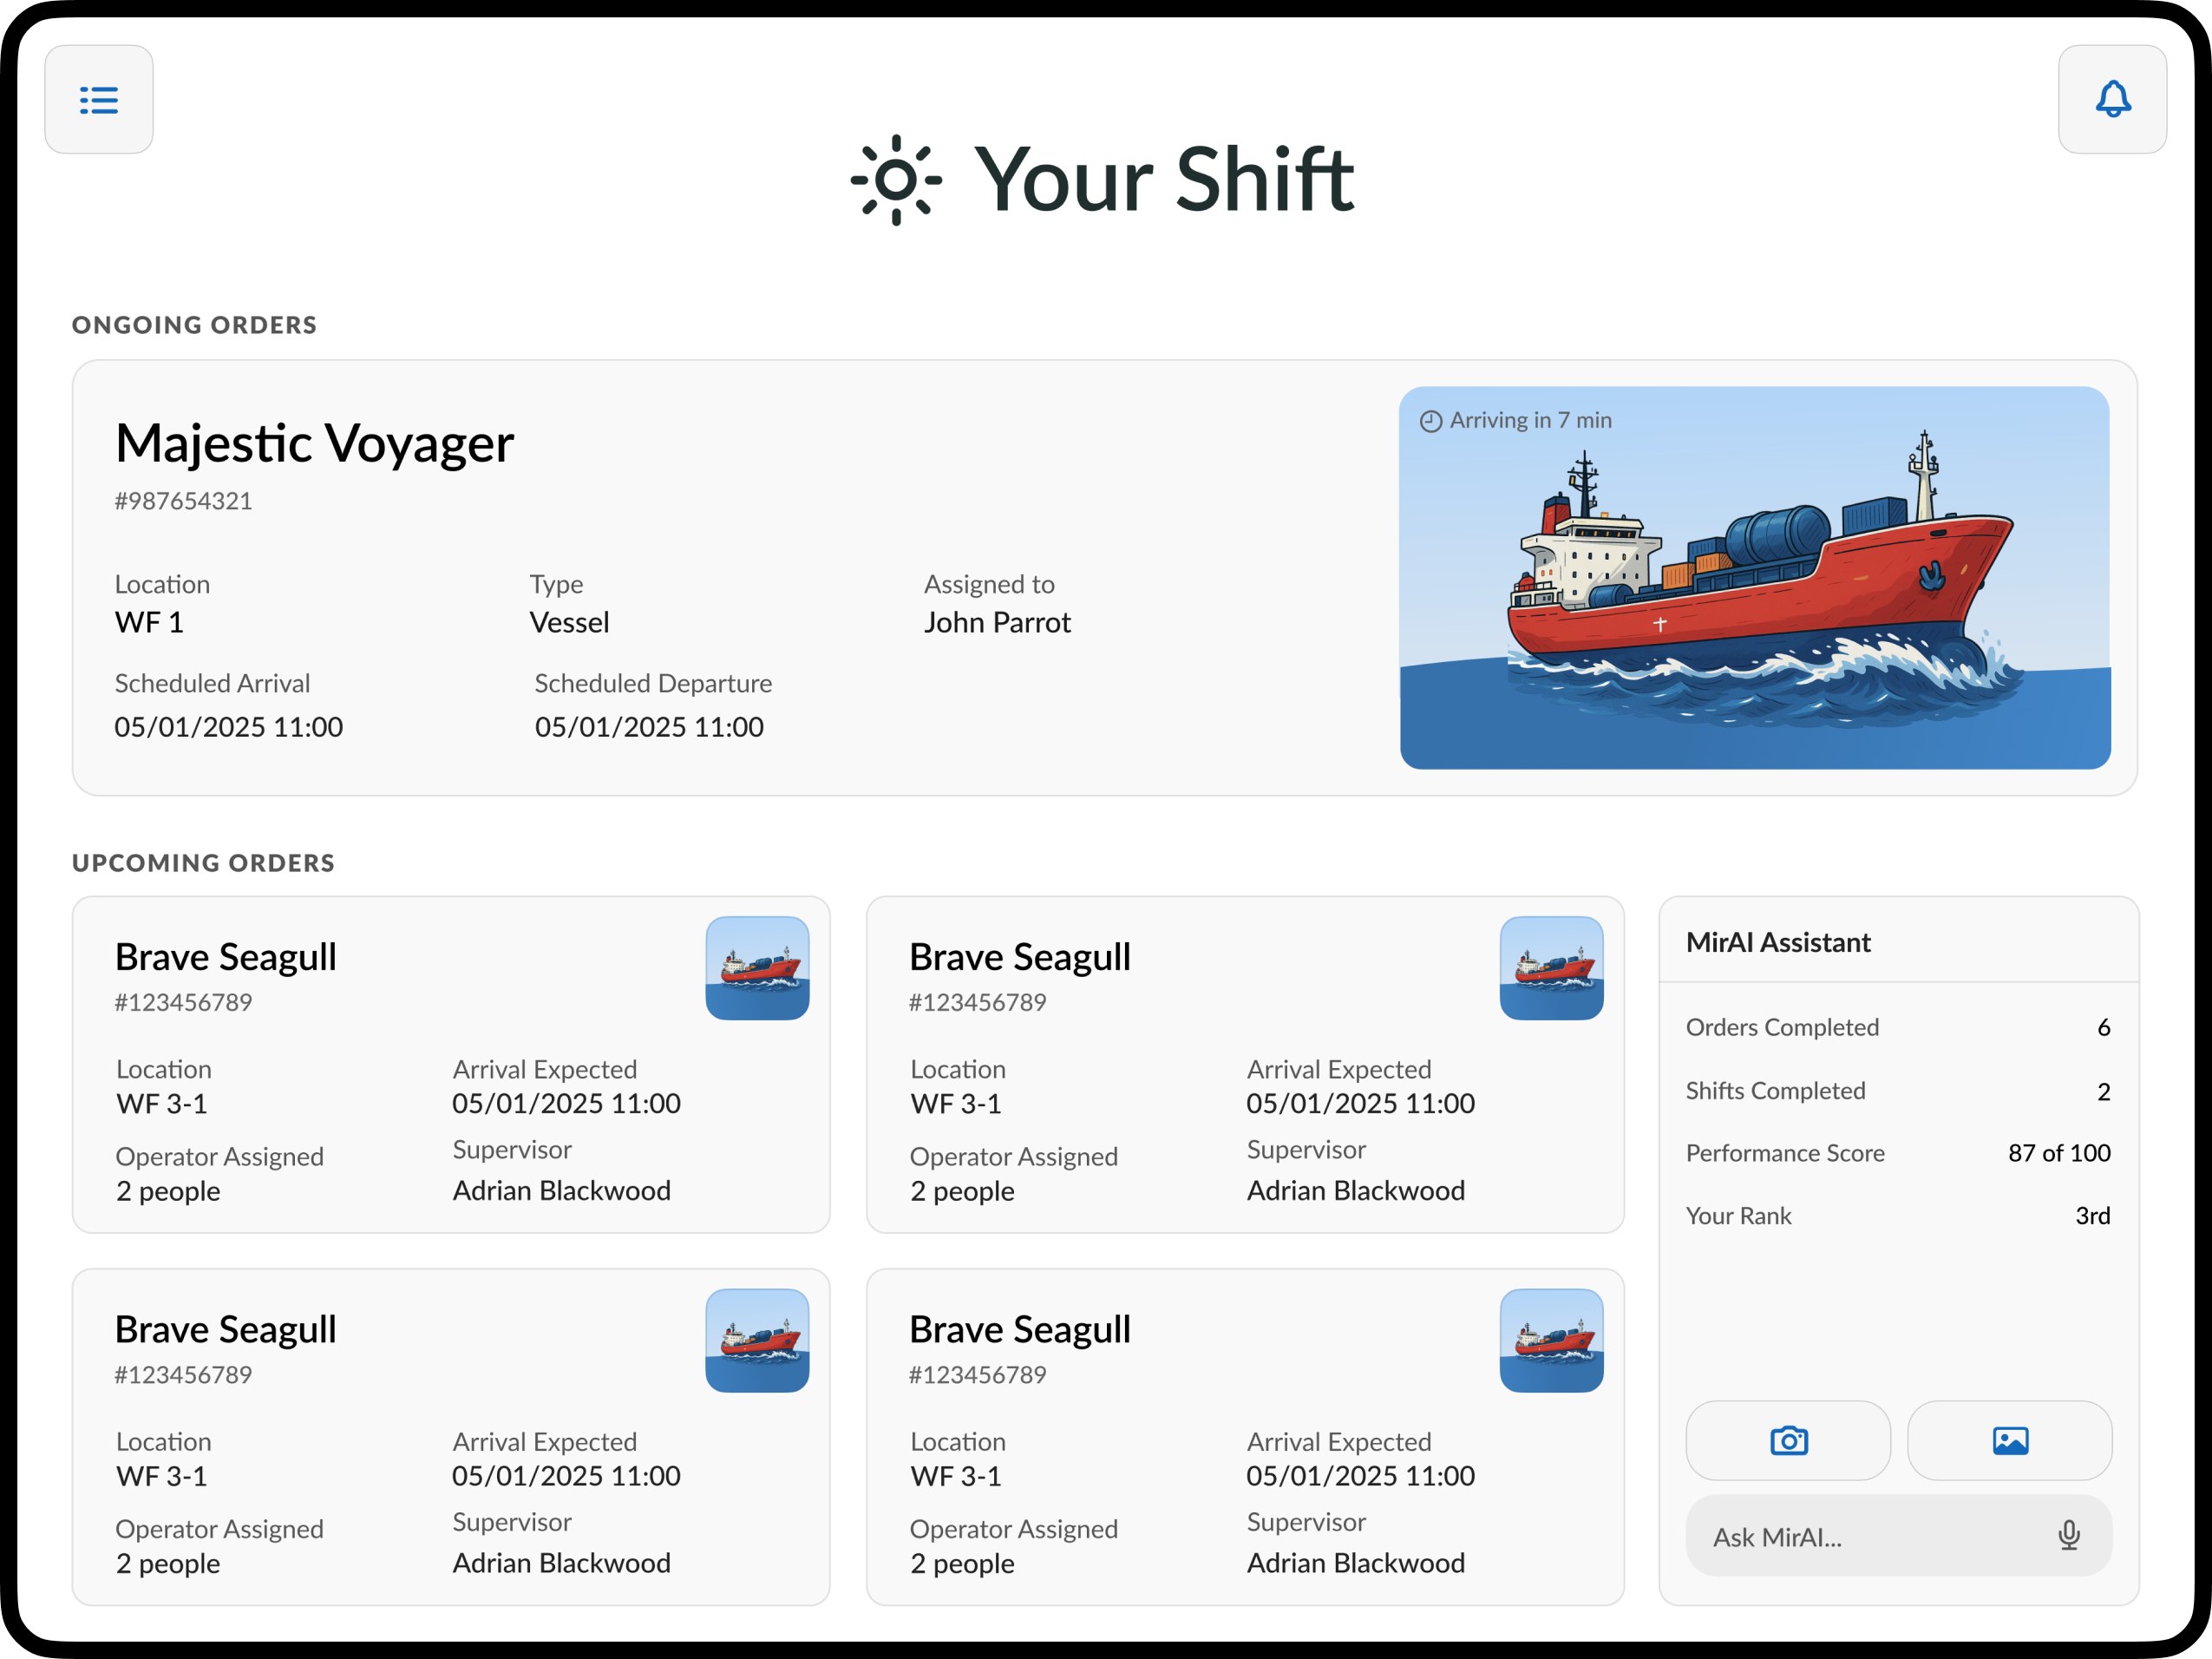 Your Shift
ONGOING ORDERS
Majestic Voyager
#987654321
Location
WF 1
Type
Vessel
Assigned to
John Parrot
Scheduled Arrival
05/01/2025 11:00
Scheduled Departure
05/01/2025 11:00
Arriving in 7 min
UPCOMING ORDERS
Brave Seagull
#123456789
Location
WF 3-1
Arrival Expected
05/01/2025 11:00
Operator Assigned
2 people
Supervisor
Adrian Blackwood
Brave Seagull
#123456789
Location
WF 3-1
Arrival Expected
05/01/2025 11:00
Operator Assigned
2 people
Supervisor
Adrian Blackwood
Brave Seagull
#123456789
Location
WF 3-1
Arrival Expected
05/01/2025 11:00
Operator Assigned
2 people
Supervisor
Adrian Blackwood
Brave Seagull
#123456789
Location
WF 3-1
Arrival Expected
05/01/2025 11:00
Operator Assigned
2 people
Supervisor
Adrian Blackwood
MirAI Assistant
Orders Completed 6
Shifts Completed 2
Performance Score 87 of 100
Your Rank 3rd
Ask MirAI...